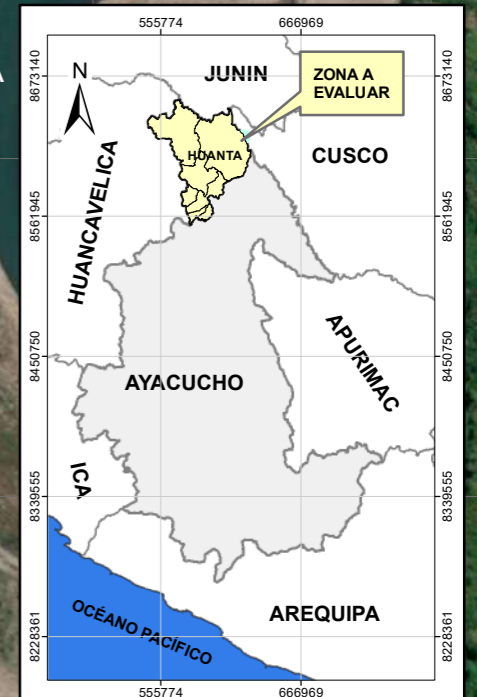 555774 666969
8673140
N
JUNIN
ZONA A
EVALUAR
HUANTA
CUSCO
HUANCAVELICA
8561945
APURIMAC
8450750
AYACUCHO
ICA
8339555
OCÉANO PACÍFICO
AREQUIPA
8228361
555774 666969
A